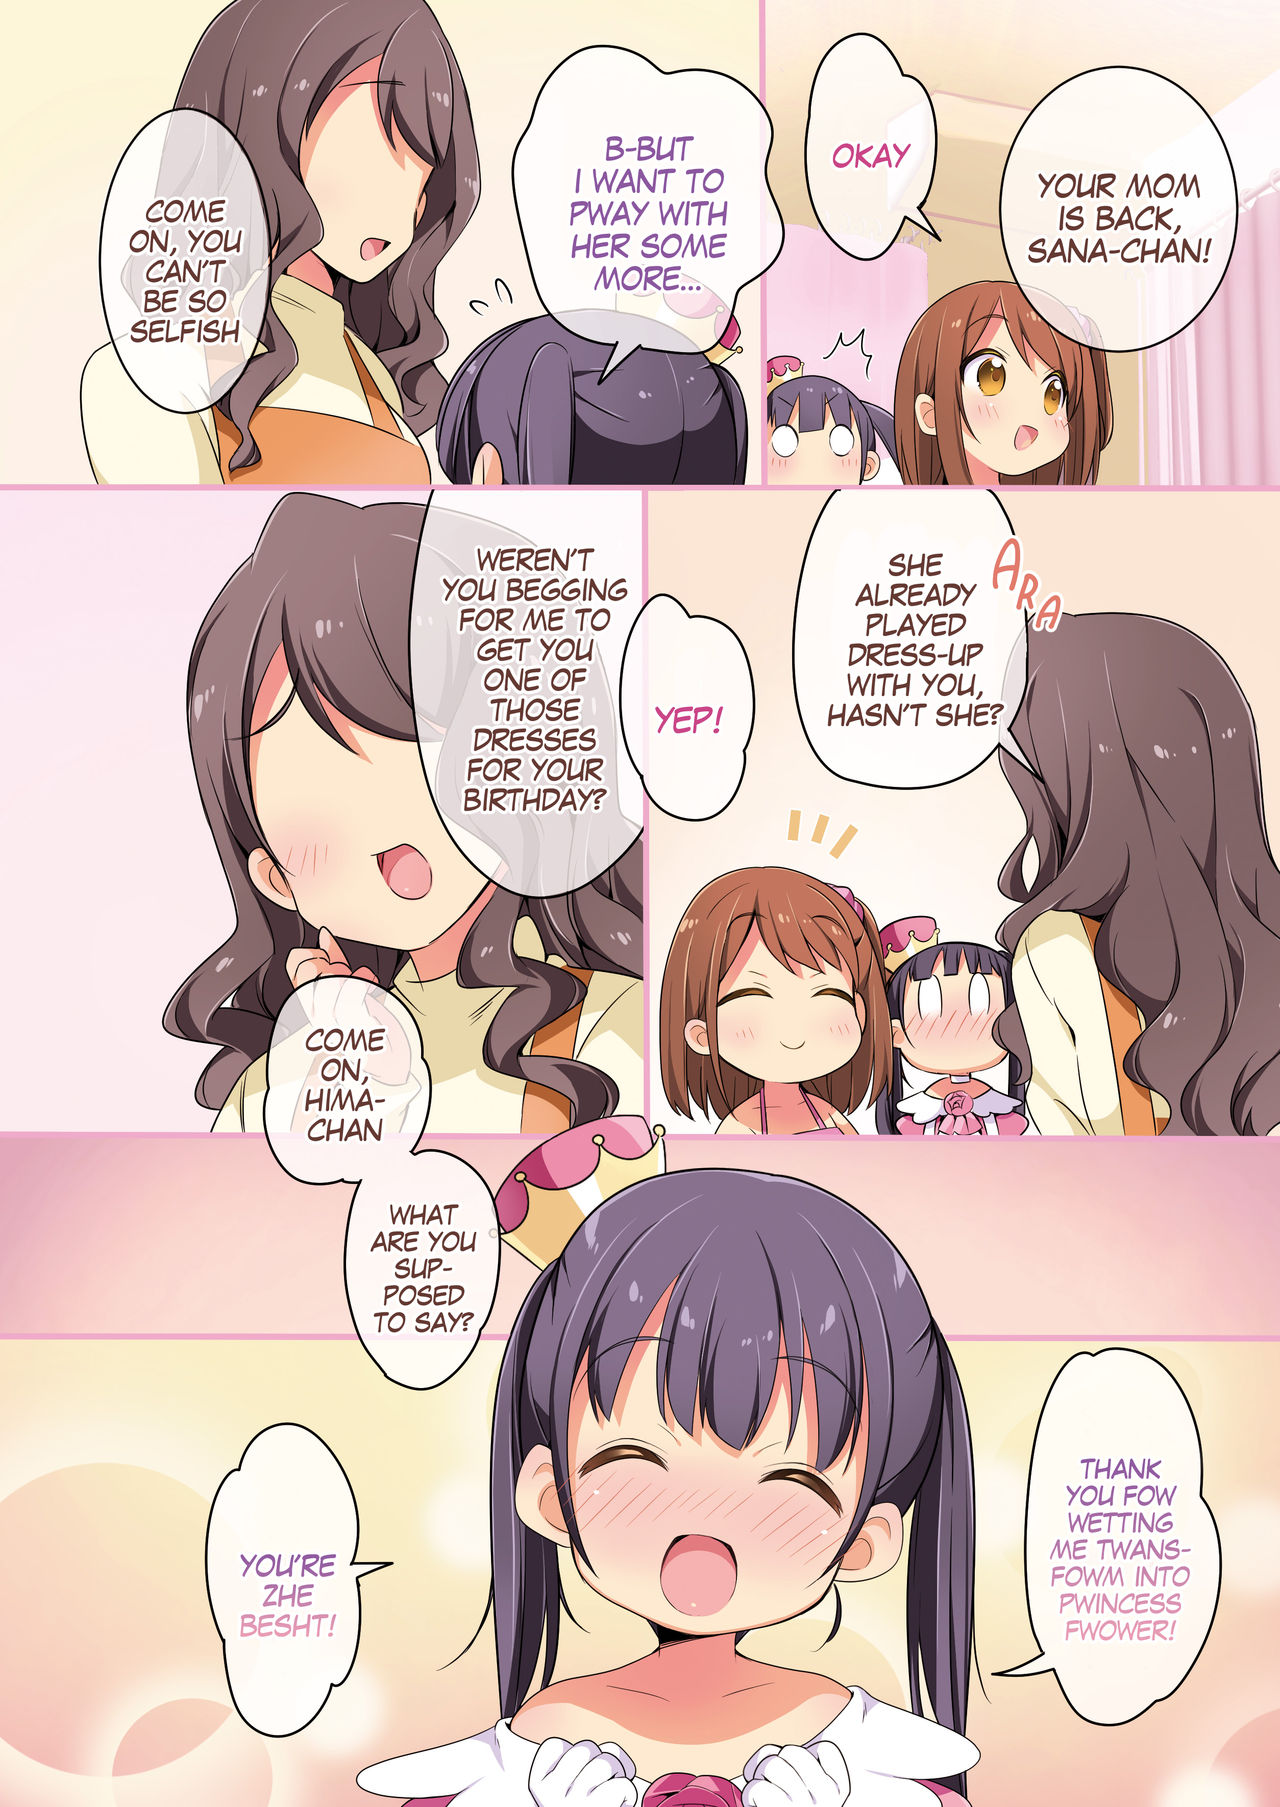 YOUR MOM
IS BACK,
SANA-CHAN!
OKAY
B-BUT
I WANT TO
PWAY WITH
HER SOME
MORE...
COME
ON, YOU
CAN'T
BE SO
SELFISH
ARA
SHE
ALREADY
PLAYED
DRESS-UP
WITH YOU,
HASN'T SHE?
YEP!
WEREN'T
YOU BEGGING
FOR ME TO
GET YOU
ONE OF
THOSE
DRESSES
FOR YOUR
BIRTHDAY?
COME
ON,
HIMA-
CHAN
WHAT
ARE YOU
SUP-
POSED
TO SAY?
THANK
YOU FOW
WETTING
ME TWANS-
FOWM INTO
PWINCESS
FWOWER!
YOU'RE
ZHE
BESHT!